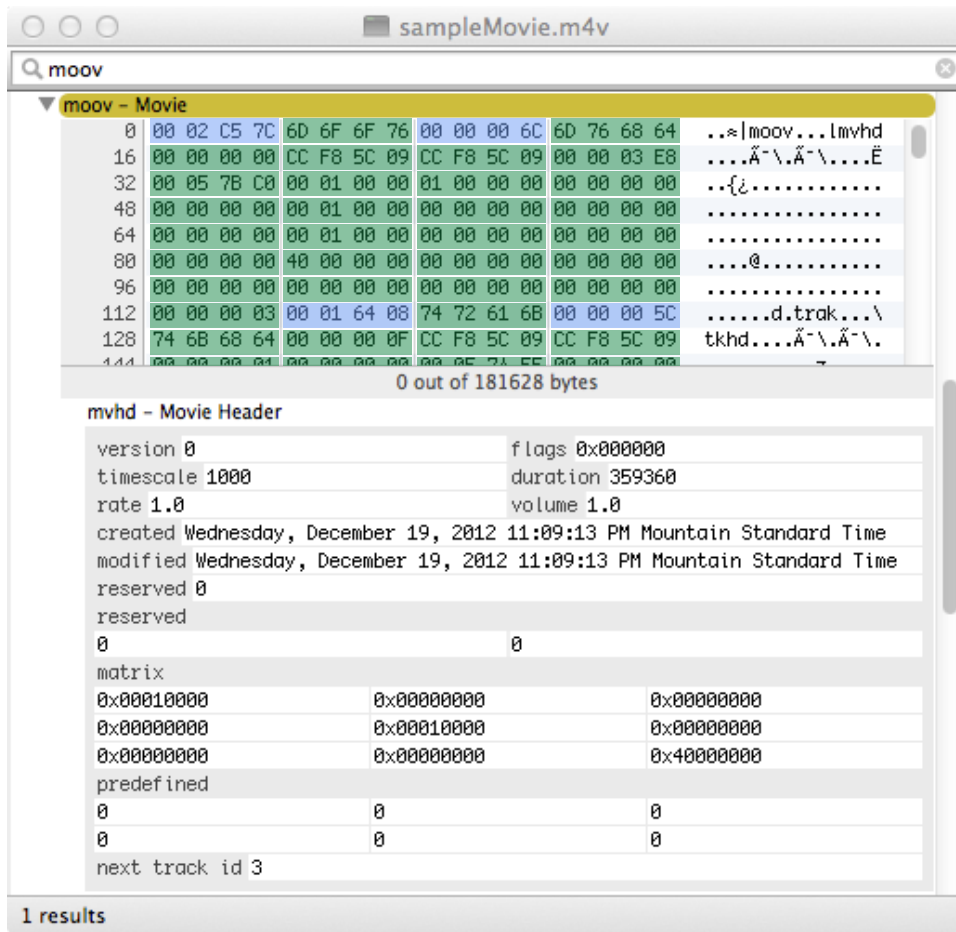 sampleMovie.m4v
moov
moov – Movie
0 00 02 C5 7C 6D 6F 6F 76 00 00 00 6C 6D 76 68 64 ..≈|moov...lmvhd
16 00 00 00 00 CC F8 5C 09 CC F8 5C 09 00 00 03 E8 ....Ã¯\.Ã¯\....Ë
32 00 05 7B C0 00 01 00 00 01 00 00 00 00 00 00 00 ..{¿............
48 00 00 00 00 00 01 00 00 00 00 00 00 00 00 00 00 ................
64 00 00 00 00 00 01 00 00 00 00 00 00 00 00 00 00 ................
80 00 00 00 00 40 00 00 00 00 00 00 00 00 00 00 00 ....@...........
96 00 00 00 00 00 00 00 00 00 00 00 00 00 00 00 00 ................
112 00 00 00 03 00 01 64 08 74 72 61 6B 00 00 00 5C ......d.trak...\
128 74 6B 68 64 00 00 00 0F CC F8 5C 09 CC F8 5C 09 tkhd....Ã¯\.Ã¯\.
0 out of 181628 bytes
mvhd – Movie Header
version 0 flags 0x000000
timescale 1000 duration 359360
rate 1.0 volume 1.0
created Wednesday, December 19, 2012 11:09:13 PM Mountain Standard Time
modified Wednesday, December 19, 2012 11:09:13 PM Mountain Standard Time
reserved 0
reserved
0 0
matrix
0x00010000 0x00000000 0x00000000
0x00000000 0x00010000 0x00000000
0x00000000 0x00000000 0x40000000
predefined
0 0 0
0 0 0
next track id 3
1 results